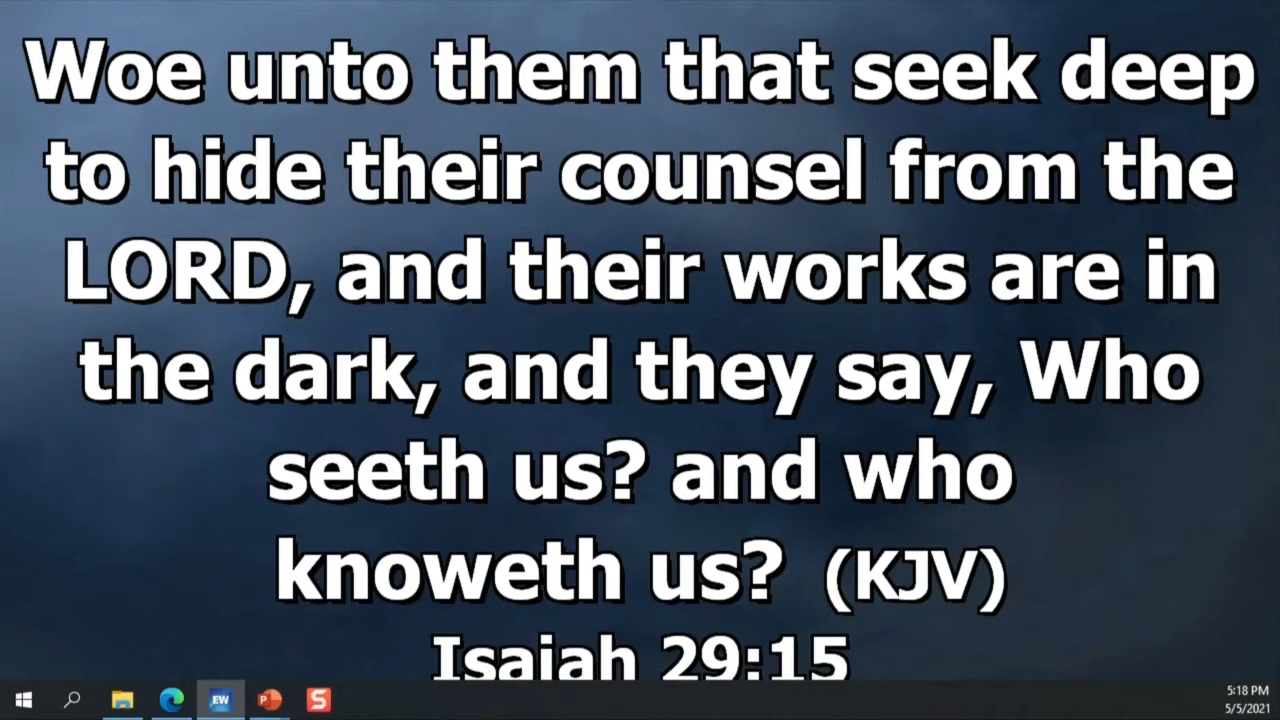 Woe unto them that seek deep
to hide their counsel from the
LORD, and their works are in
the dark, and they say, Who
seeth us? and who
knoweth us? (KJV)
Isaiah 29:15
EW
P
S
5:18 PM
5/5/2021